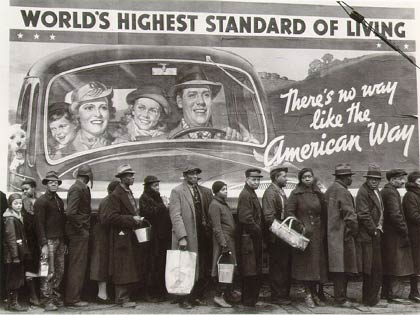 WORLD'S HIGHEST STANDARD OF LIVING
There's no way
like the
American Way